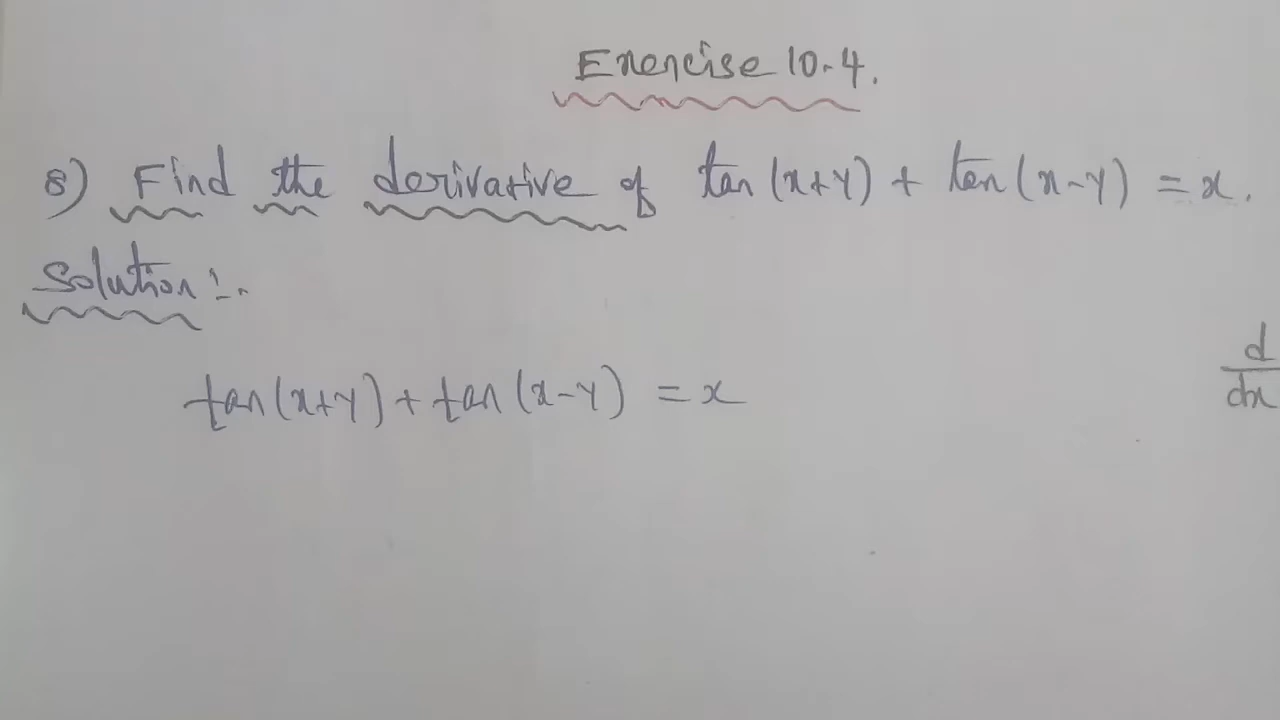 Exercise 10.4.
8) Find the derivative of tan(x+y) + tan(x-y) = x.
Solution:-
tan(x+y) + tan(x-y) = x
d
dx